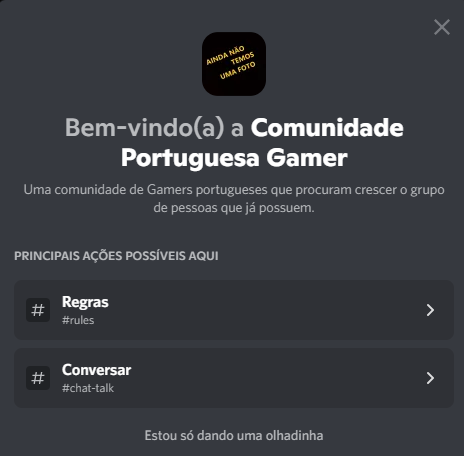 AINDA NÃO
TEMOS
UMA FOTO
Bem-vindo(a) a Comunidade
Portuguesa Gamer
Uma comunidade de Gamers portugueses que procuram crescer o grupo
de pessoas que já possuem.
PRINCIPAIS AÇÕES POSSÍVEIS AQUI
# Regras
#rules
# Conversar
#chat-talk
Estou só dando uma olhadinha